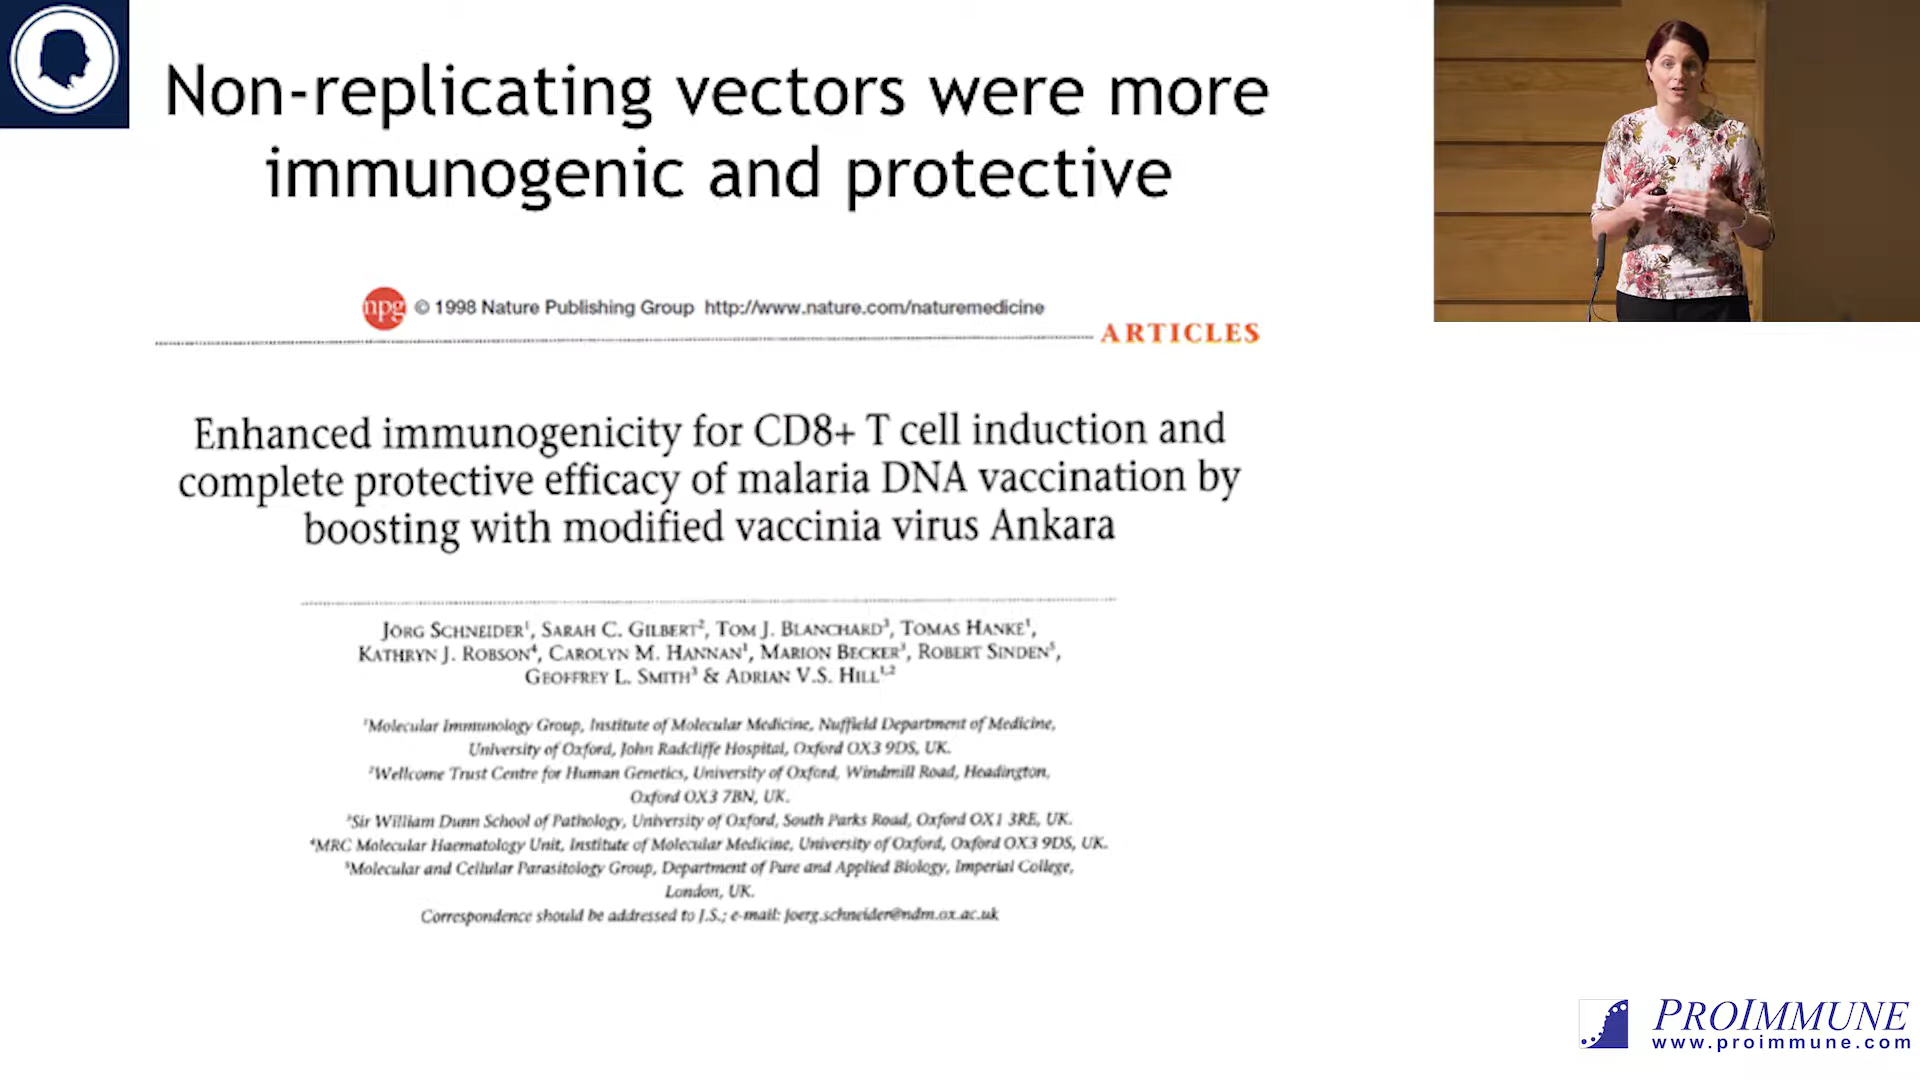 Non-replicating vectors were more
immunogenic and protective
npg © 1998 Nature Publishing Group http://www.nature.com/naturemedicine
ARTICLES
Enhanced immunogenicity for CD8+ T cell induction and
complete protective efficacy of malaria DNA vaccination by
boosting with modified vaccinia virus Ankara
JÖRG SCHNEIDER¹, SARAH C. GILBERT², TOM J. BLANCHARD³, TOMAS HANKE¹,
KATHRYN J. ROBSON⁴, CAROLYN M. HANNAN¹, MARION BECKER³, ROBERT SINDEN⁵,
GEOFFREY L. SMITH³ & ADRIAN V.S. HILL¹,²
¹Molecular Immunology Group, Institute of Molecular Medicine, Nuffield Department of Medicine,
University of Oxford, John Radcliffe Hospital, Oxford OX3 9DS, UK.
²Wellcome Trust Centre for Human Genetics, University of Oxford, Windmill Road, Headington,
Oxford OX3 7BN, UK.
³Sir William Dunn School of Pathology, University of Oxford, South Parks Road, Oxford OX1 3RE, UK.
⁴MRC Molecular Haematology Unit, Institute of Molecular Medicine, University of Oxford, Oxford OX3 9DS, UK.
⁵Molecular and Cellular Parasitology Group, Department of Pure and Applied Biology, Imperial College,
London, UK.
Correspondence should be addressed to J.S.; e-mail: joerg.schneider@ndm.ox.ac.uk
PROIMMUNE
www.proimmune.com